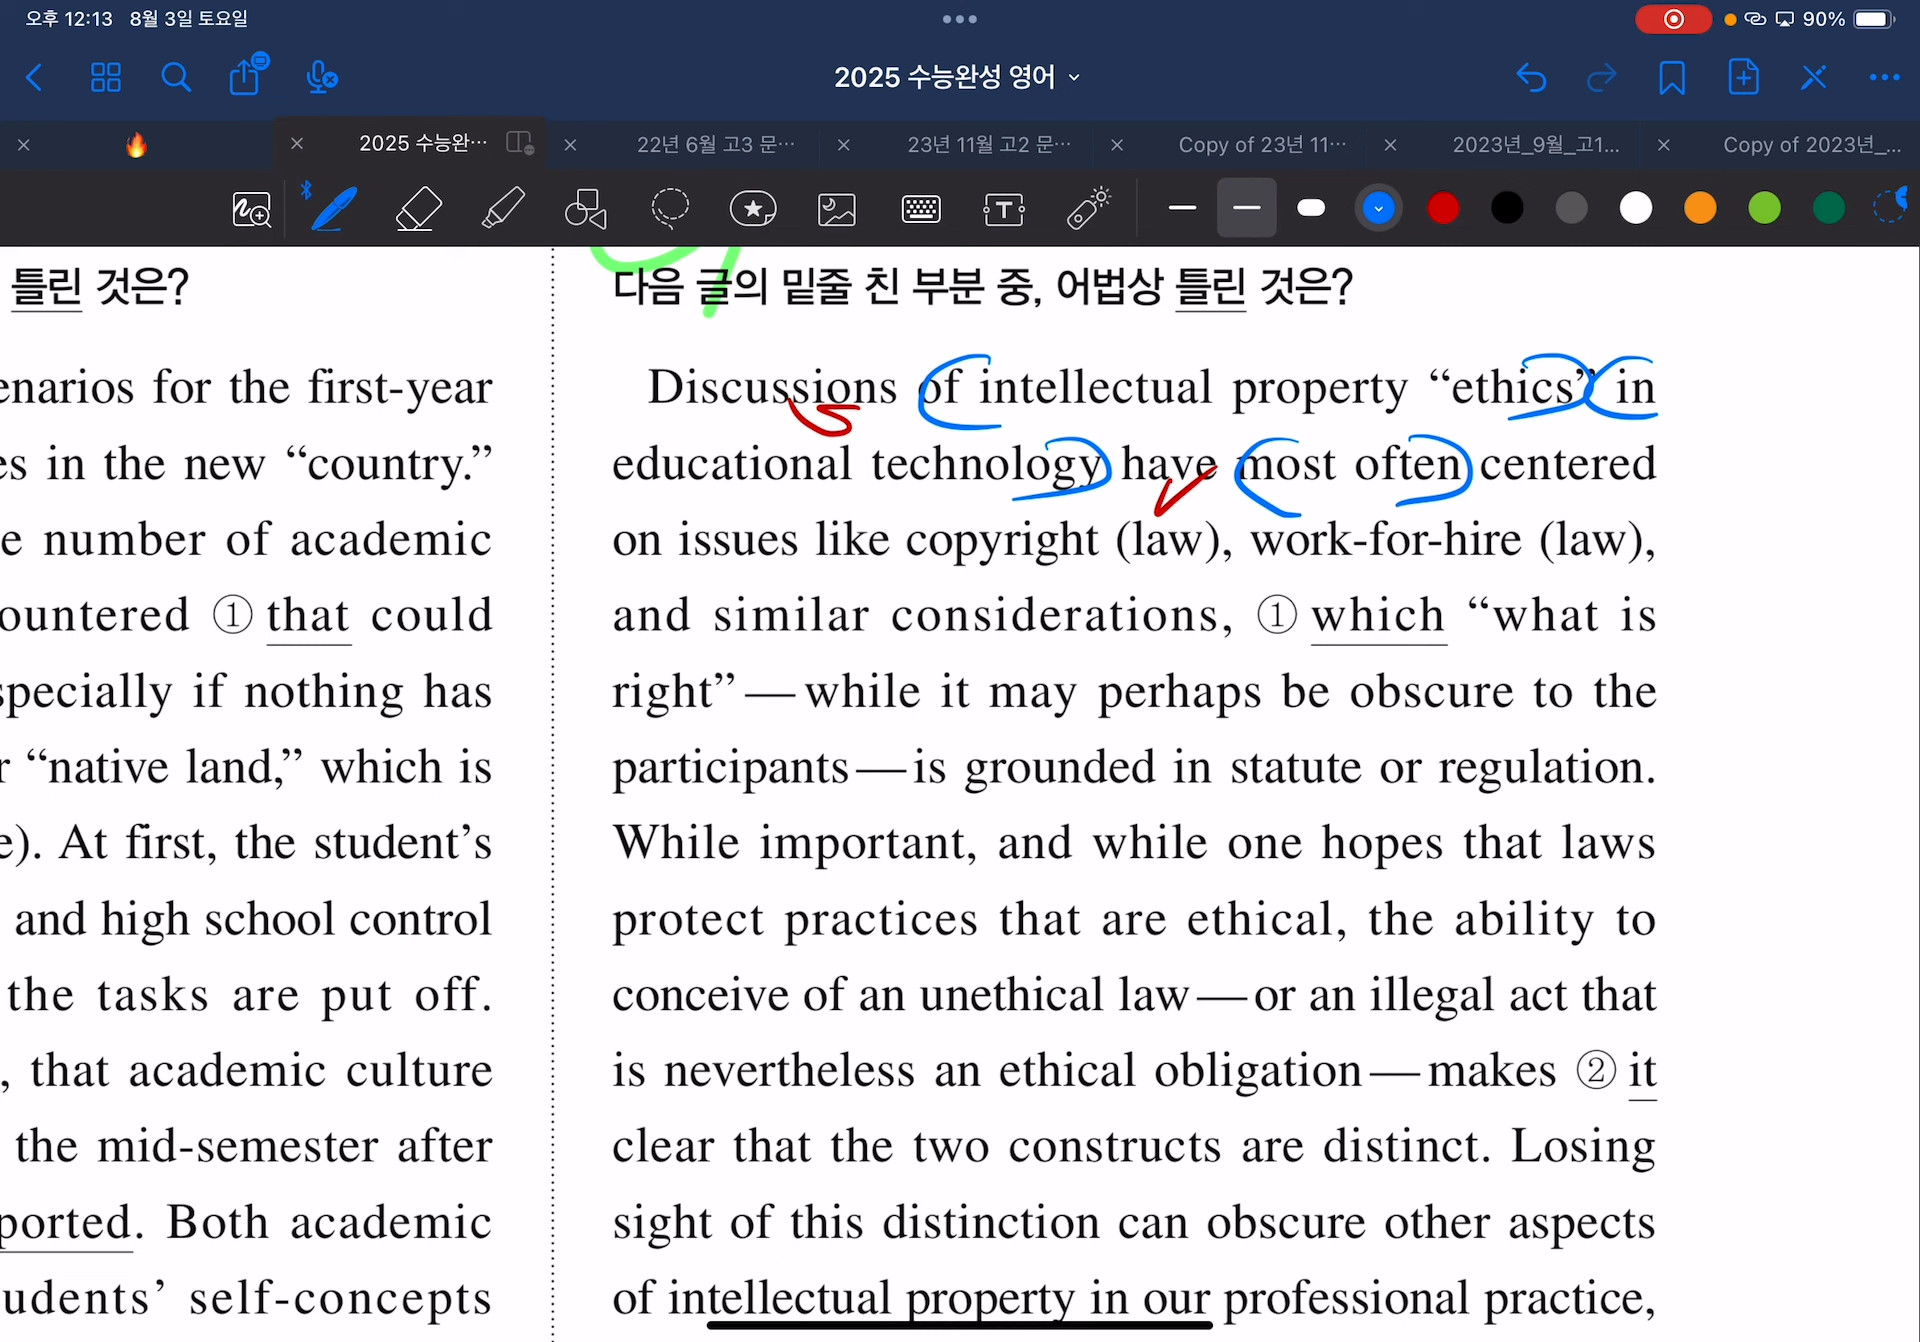 오후 12:13 8월 3일 토요일
90%
2025 수능완성 영어
2025 수능완…
22년 6월 고3 문…
23년 11월 고2 문…
Copy of 23년 11…
2023년_9월_고1...
Copy of 2023년_...
틀린 것은?
enarios for the first-year
es in the new “country.”
e number of academic
ountered ① that could
specially if nothing has
r “native land,” which is
e). At first, the student’s
and high school control
the tasks are put off.
, that academic culture
the mid-semester after
ported. Both academic
udents’ self-concepts
다음 글의 밑줄 친 부분 중, 어법상 틀린 것은?
Discussions of intellectual property “ethics” in
educational technology have most often centered
on issues like copyright (law), work-for-hire (law),
and similar considerations, ① which “what is
right” — while it may perhaps be obscure to the
participants — is grounded in statute or regulation.
While important, and while one hopes that laws
protect practices that are ethical, the ability to
conceive of an unethical law — or an illegal act that
is nevertheless an ethical obligation — makes ② it
clear that the two constructs are distinct. Losing
sight of this distinction can obscure other aspects
of intellectual property in our professional practice,